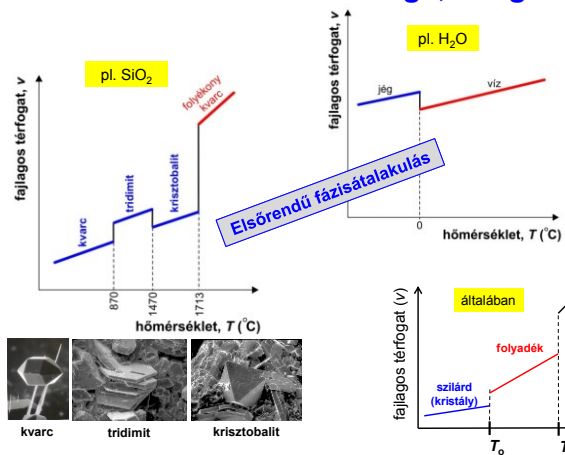 pl. SiO₂
fajlagos térfogat, v
kvarc
tridimit
krisztobalit
folyékony
kvarc
870
1470
1713
hőmérséklet, T (°C)
Elsőrendű fázisátalakulás
pl. H₂O
fajlagos térfogat, v
jég
víz
0
hőmérséklet, T (°C)
kvarc
tridimit
krisztobalit
általában
fajlagos térfogat (v)
szilárd
(kristály)
folyadék
Tₒ
T